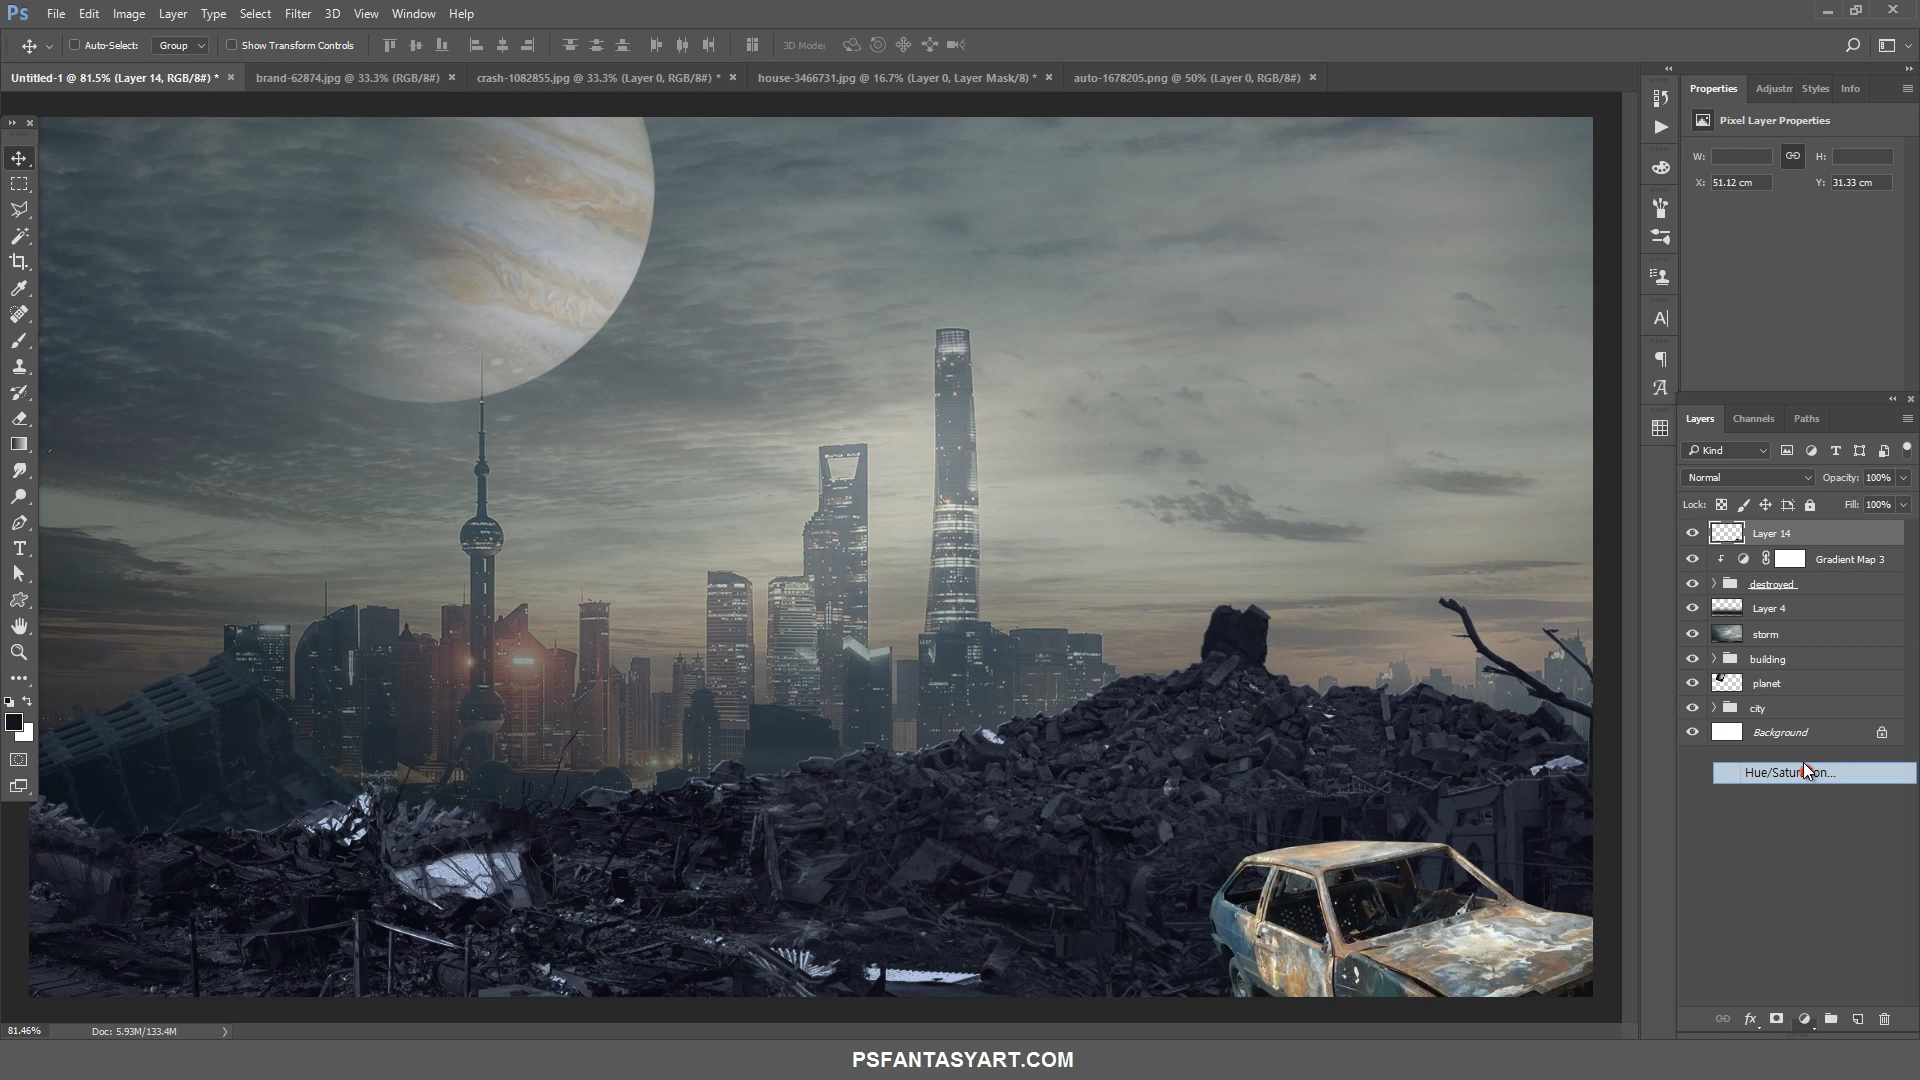 Ps File Edit Image Layer Type Select Filter 3D View Window Help
Auto-Select: Group Show Transform Controls 3D Mode:
Untitled-1 @ 81.5% (Layer 14, RGB/8#) * × brand-62874.jpg @ 33.3% (RGB/8#) × crash-1082855.jpg @ 33.3% (Layer 0, RGB/8#) * × house-3466731.jpg @ 16.7% (Layer 0, Layer Mask/8) * × auto-1678205.png @ 50% (Layer 0, RGB/8#) ×
Properties Adjustm Styles Info
Pixel Layer Properties
W: H:
X: 51.12 cm Y: 31.33 cm
Layers Channels Paths
Kind
Normal Opacity: 100%
Lock: Fill: 100%
Layer 14
Gradient Map 3
destroyed
Layer 4
storm
building
planet
city
Background
Hue/Satur on...
81.46% Doc: 5.93M/133.4M
PSFANTASYART.COM